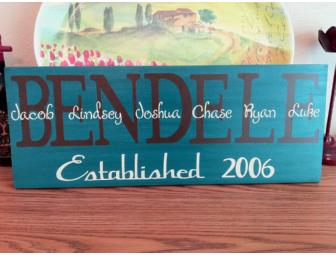 BENDELE
Jacob Lindsey Joshua Chase Ryan Luke
Established 2006